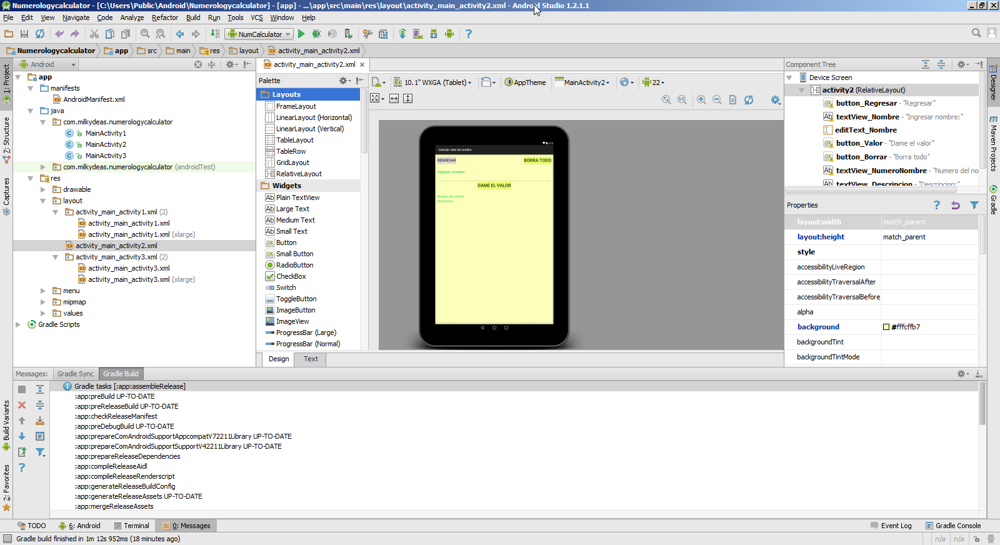 Numerologycalculator - [C:\Users\Public\Android\Numerologycalculator] - [app] - ...\app\src\main\res\layout\activity_main_activity2.xml - Android Studio 1.2.1.1
File Edit View Navigate Code Analyze Refactor Build Run Tools VCS Window Help
NumCalculator
Numerologycalculator app src main res layout activity_main_activity2.xml
1: Project
Z: Structure
Captures
Build Variants
2: Favorites
Android
app
manifests
AndroidManifest.xml
java
com.milkydeas.numerologycalculator
MainActivity1
MainActivity2
MainActivity3
com.milkydeas.numerologycalculator (androidTest)
res
drawable
layout
activity_main_activity1.xml (2)
activity_main_activity1.xml
activity_main_activity1.xml (xlarge)
activity_main_activity2.xml
activity_main_activity3.xml (2)
activity_main_activity3.xml
activity_main_activity3.xml (xlarge)
menu
mipmap
values
Gradle Scripts
activity_main_activity2.xml
Palette
Layouts
FrameLayout
LinearLayout (Horizontal)
LinearLayout (Vertical)
TableLayout
TableRow
GridLayout
RelativeLayout
Widgets
Plain TextView
Large Text
Medium Text
Small Text
Button
Small Button
RadioButton
CheckBox
Switch
ToggleButton
ImageButton
ImageView
ProgressBar (Large)
ProgressBar (Normal)
Design Text
10.1" WXGA (Tablet) AppTheme MainActivity2 22
Calcular valor de nombre
REGRESAR BORRA TODO
Ingresar nombre:
DAME EL VALOR
Numero del nombre
Descripcion:
Component Tree
Device Screen
activity2 (RelativeLayout)
button_Regresar - "Regresar"
textView_Nombre - "Ingresar nombre:"
editText_Nombre
button_Valor - "Dame el valor"
button_Borrar - "Borra todo"
textView_NumeroNombre - "Numero del no
textView_Descripcion - "Descripcion:"
Properties
layout:width match_parent
layout:height match_parent
style
accessibilityLiveRegion
accessibilityTraversalAfter
accessibilityTraversalBefore
alpha
background #fffcffb7
backgroundTint
backgroundTintMode
Designer
Maven Projects
Gradle
Messages: Gradle Sync Gradle Build
Gradle tasks [:app:assembleRelease]
:app:preBuild UP-TO-DATE
:app:preReleaseBuild UP-TO-DATE
:app:checkReleaseManifest
:app:preDebugBuild UP-TO-DATE
:app:prepareComAndroidSupportAppcompatV72211Library UP-TO-DATE
:app:prepareComAndroidSupportSupportV42211Library UP-TO-DATE
:app:prepareReleaseDependencies
:app:compileReleaseAidl
:app:compileReleaseRenderscript
:app:generateReleaseBuildConfig
:app:generateReleaseAssets UP-TO-DATE
:app:mergeReleaseAssets
TODO 6: Android Terminal 0: Messages Event Log Gradle Console
Gradle build finished in 1m 12s 952ms (18 minutes ago) n/a n/a